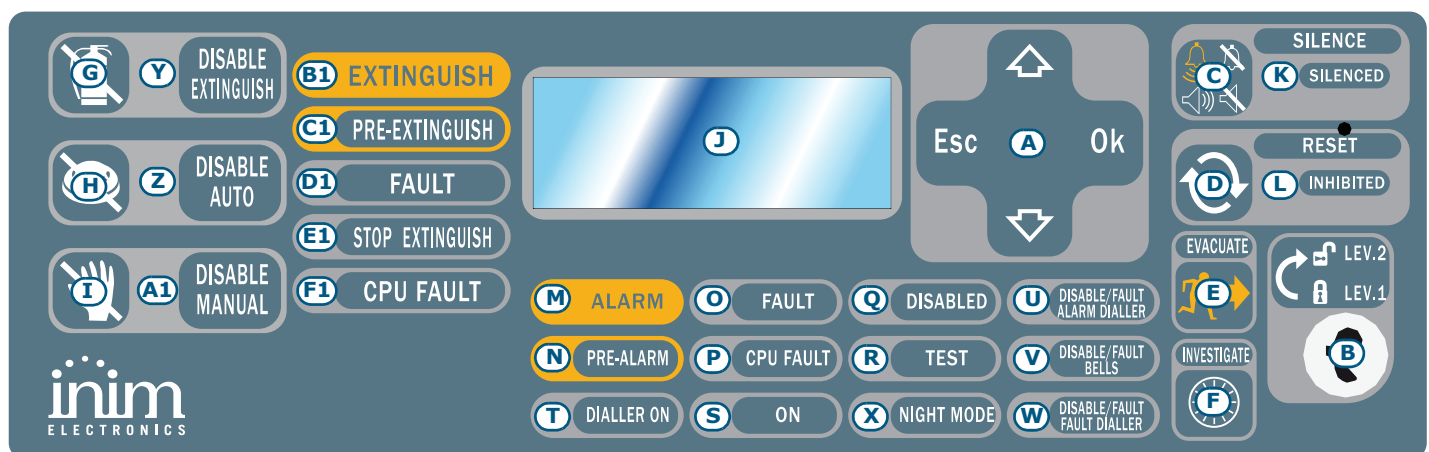 G
Y
DISABLE
EXTINGUISH
H
Z
DISABLE
AUTO
I
A1
DISABLE
MANUAL
inim
ELECTRONICS
B1 EXTINGUISH
C1 PRE-EXTINGUISH
D1 FAULT
E1 STOP EXTINGUISH
F1 CPU FAULT
J
Esc A Ok
M ALARM
N PRE-ALARM
T DIALLER ON
O FAULT
P CPU FAULT
S ON
Q DISABLED
R TEST
X NIGHT MODE
U DISABLE/FAULT
ALARM DIALLER
V DISABLE/FAULT
BELLS
W DISABLE/FAULT
FAULT DIALLER
SILENCE
C
K SILENCED
RESET
D
L INHIBITED
EVACUATE
E
INVESTIGATE
F
LEV.2
LEV.1
B